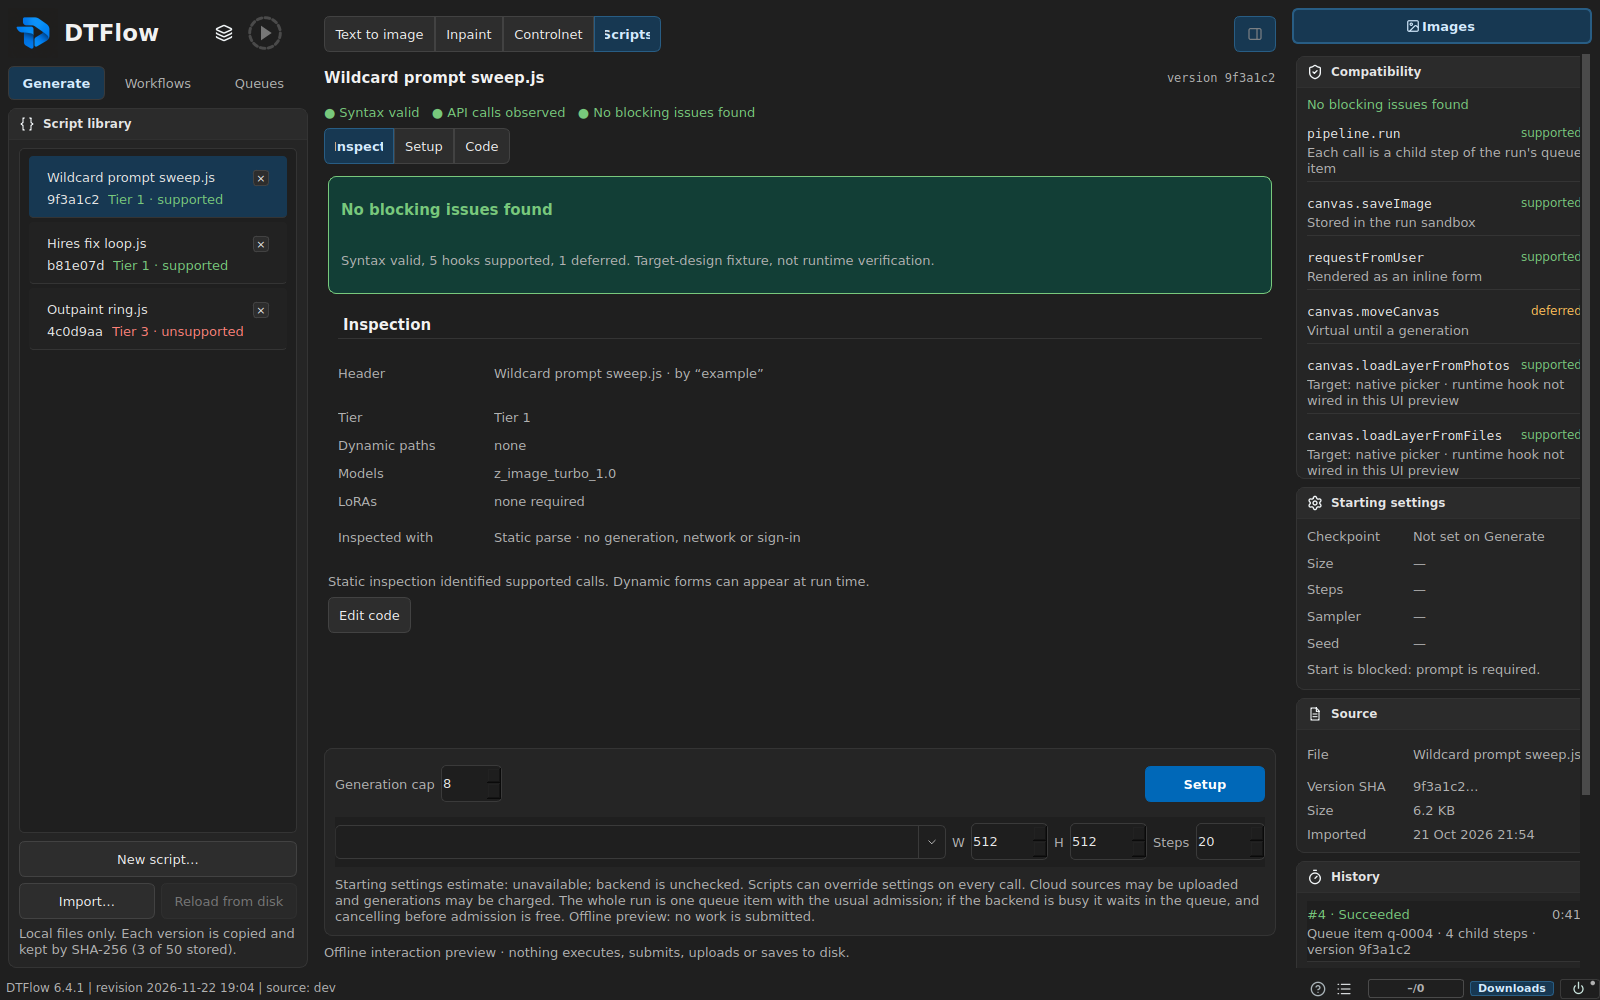 DTFlow
Generate
Workflows
Queues
Script library
Wildcard prompt sweep.js
9f3a1c2 Tier 1 · supported
Hires fix loop.js
b81e07d Tier 1 · supported
Outpaint ring.js
4c0d9aa Tier 3 · unsupported
New script...
Import...
Reload from disk
Local files only. Each version is copied and
kept by SHA-256 (3 of 50 stored).
Text to image
Inpaint
Controlnet
Scripts
Wildcard prompt sweep.js
version 9f3a1c2
Syntax valid
API calls observed
No blocking issues found
Inspect
Setup
Code
No blocking issues found
Syntax valid, 5 hooks supported, 1 deferred. Target-design fixture, not runtime verification.
Inspection
Header Wildcard prompt sweep.js · by “example”
Tier Tier 1
Dynamic paths none
Models z_image_turbo_1.0
LoRAs none required
Inspected with Static parse · no generation, network or sign-in
Static inspection identified supported calls. Dynamic forms can appear at run time.
Edit code
Generation cap 8
Setup
W 512 H 512 Steps 20
Starting settings estimate: unavailable; backend is unchecked. Scripts can override settings on every call. Cloud sources may be uploaded
and generations may be charged. The whole run is one queue item with the usual admission; if the backend is busy it waits in the queue, and
cancelling before admission is free. Offline preview: no work is submitted.
Offline interaction preview · nothing executes, submits, uploads or saves to disk.
Images
Compatibility
No blocking issues found
pipeline.run supported
Each call is a child step of the run's queue
item
canvas.saveImage supported
Stored in the run sandbox
requestFromUser supported
Rendered as an inline form
canvas.moveCanvas deferred
Virtual until a generation
canvas.loadLayerFromPhotos supported
Target: native picker · runtime hook not
wired in this UI preview
canvas.loadLayerFromFiles supported
Target: native picker · runtime hook not
wired in this UI preview
Starting settings
Checkpoint Not set on Generate
Size —
Steps —
Sampler —
Seed —
Start is blocked: prompt is required.
Source
File Wildcard prompt sweep.js
Version SHA 9f3a1c2...
Size 6.2 KB
Imported 21 Oct 2026 21:54
History
#4 · Succeeded 0:41
Queue item q-0004 · 4 child steps ·
version 9f3a1c2
DTFlow 6.4.1 | revision 2026-11-22 19:04 | source: dev
–/0
Downloads